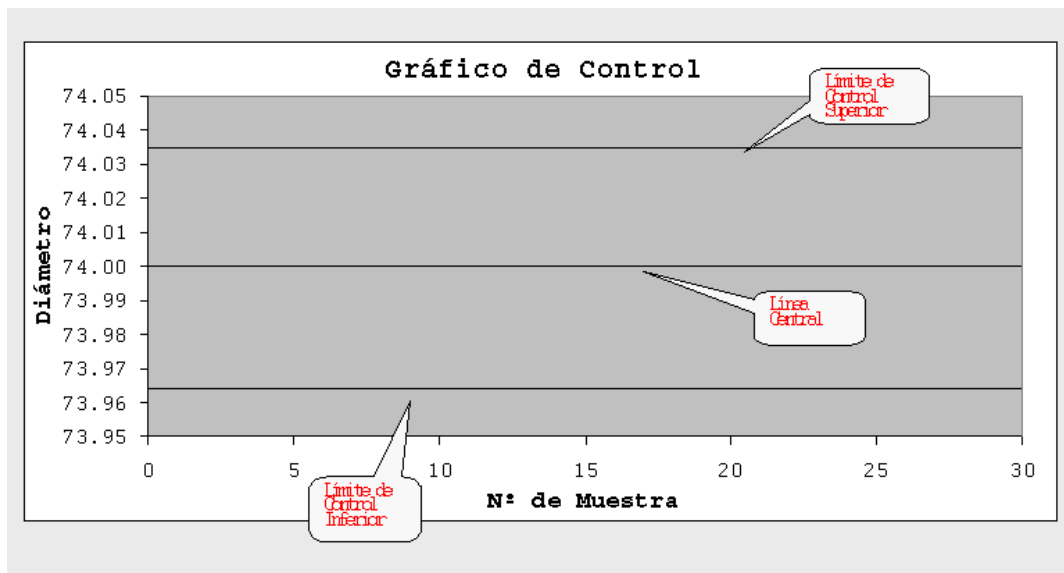 Gráfico de Control
Límite de
Control
Superior
74.05
74.04
74.03
74.02
74.01
74.00
73.99
73.98
73.97
73.96
73.95
Diámetro
Línea
Central
0 5 10 15 20 25 30
Límite de
Control
Inferior
Nº de Muestra